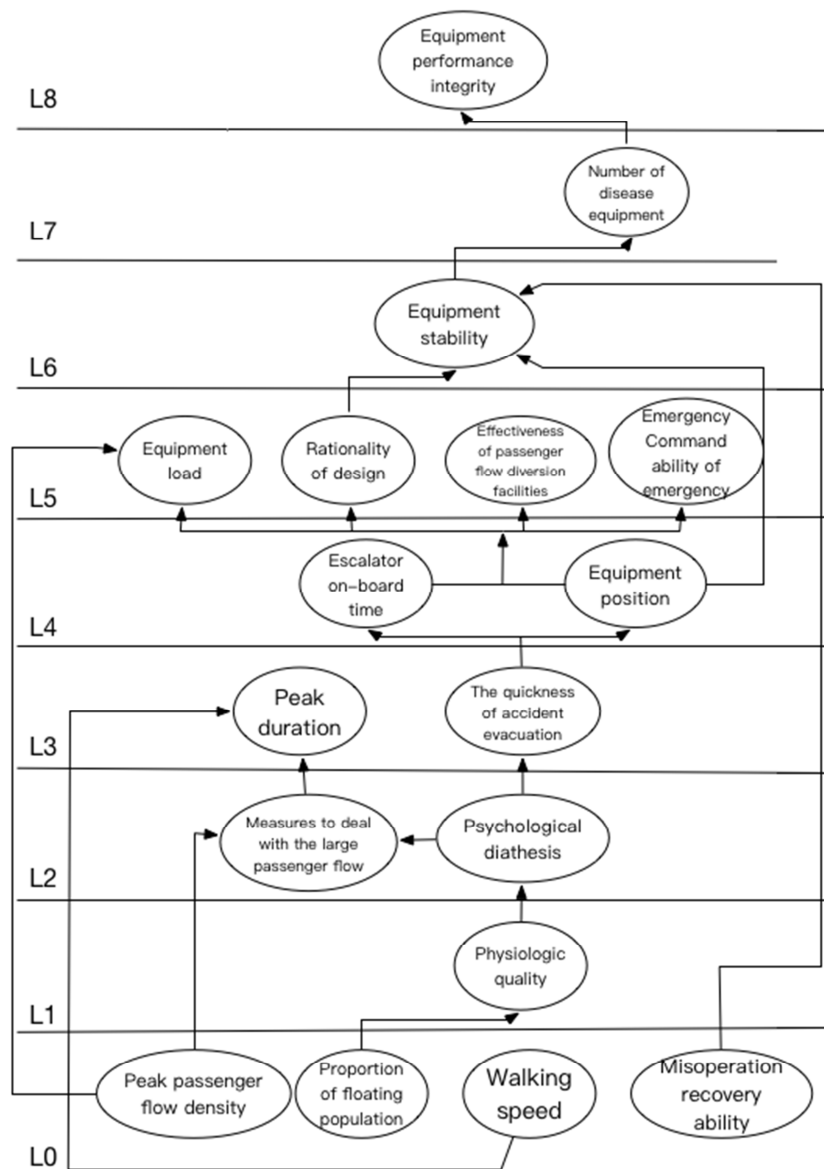 Equipment
performance
integrity
L8
Number of
disease
equipment
L7
Equipment
stability
L6
Equipment
load
Rationality
of design
Effectiveness
of passenger
flow diversion
facilities
Emergency
Command
ability of
emergency
L5
Escalator
on-board
time
Equipment
position
L4
Peak
duration
The quickness
of accident
evacuation
L3
Measures to deal
with the large
passenger flow
Psychological
diathesis
L2
Physiologic
quality
L1
Peak passenger
flow density
Proportion
of floating
population
Walking
speed
Misoperation
recovery
ability
L0